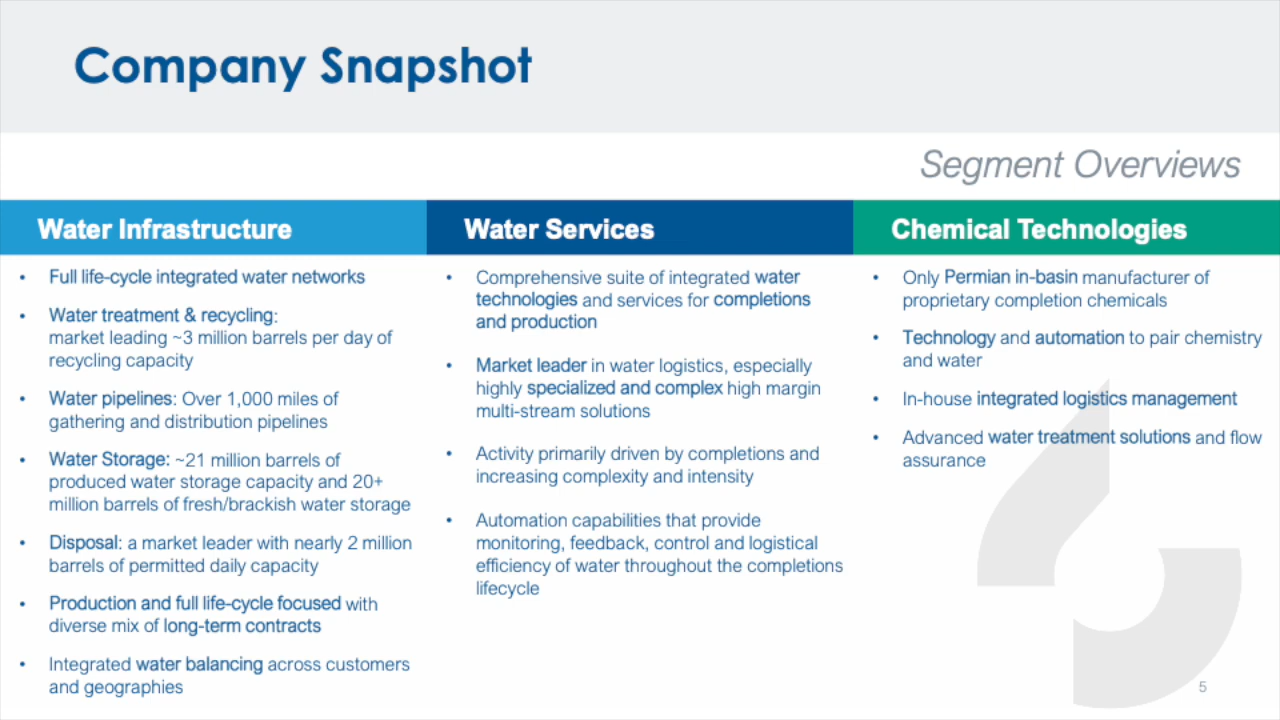 Company Snapshot
Segment Overviews
Water Infrastructure
• Full life-cycle integrated water networks
• Water treatment & recycling:
market leading ~3 million barrels per day of
recycling capacity
• Water pipelines: Over 1,000 miles of
gathering and distribution pipelines
• Water Storage: ~21 million barrels of
produced water storage capacity and 20+
million barrels of fresh/brackish water storage
• Disposal: a market leader with nearly 2 million
barrels of permitted daily capacity
• Production and full life-cycle focused with
diverse mix of long-term contracts
• Integrated water balancing across customers
and geographies
Water Services
• Comprehensive suite of integrated water
technologies and services for completions
and production
• Market leader in water logistics, especially
highly specialized and complex high margin
multi-stream solutions
• Activity primarily driven by completions and
increasing complexity and intensity
• Automation capabilities that provide
monitoring, feedback, control and logistical
efficiency of water throughout the completions
lifecycle
Chemical Technologies
• Only Permian in-basin manufacturer of
proprietary completion chemicals
• Technology and automation to pair chemistry
and water
• In-house integrated logistics management
• Advanced water treatment solutions and flow
assurance
5